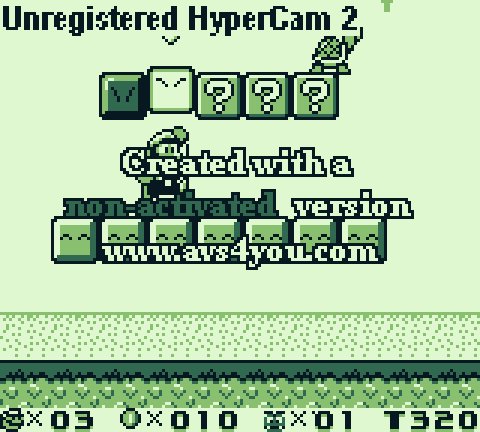 Unregistered HyperCam 2
? ? ?
Created with a
non-activated version
www.avs4you.com
×03 ×010 ×01 T320